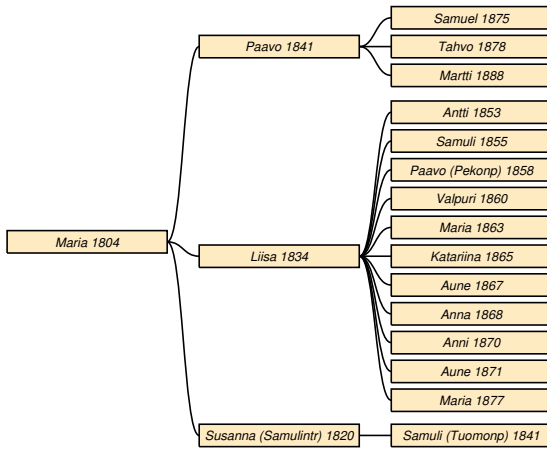 Maria 1804
Paavo 1841
Samuel 1875
Tahvo 1878
Martti 1888
Liisa 1834
Antti 1853
Samuli 1855
Paavo (Pekonp) 1858
Valpuri 1860
Maria 1863
Katariina 1865
Aune 1867
Anna 1868
Anni 1870
Aune 1871
Maria 1877
Susanna (Samulintr) 1820
Samuli (Tuomonp) 1841